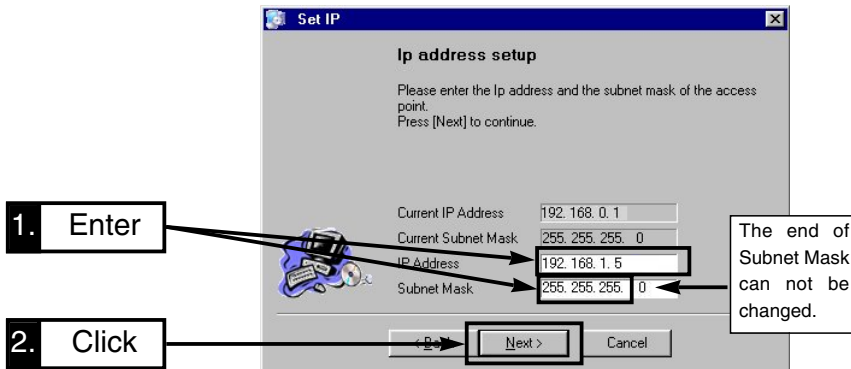 Set IP
Ip address setup
Please enter the Ip address and the subnet mask of the access
point.
Press [Next] to continue.
1. Enter
Current IP Address 192. 168. 0. 1
Current Subnet Mask 255. 255. 255. 0
IP Address 192. 168. 1. 5
Subnet Mask 255. 255. 255. 0
The end of
Subnet Mask
can not be
changed.
2. Click
Next >
Cancel